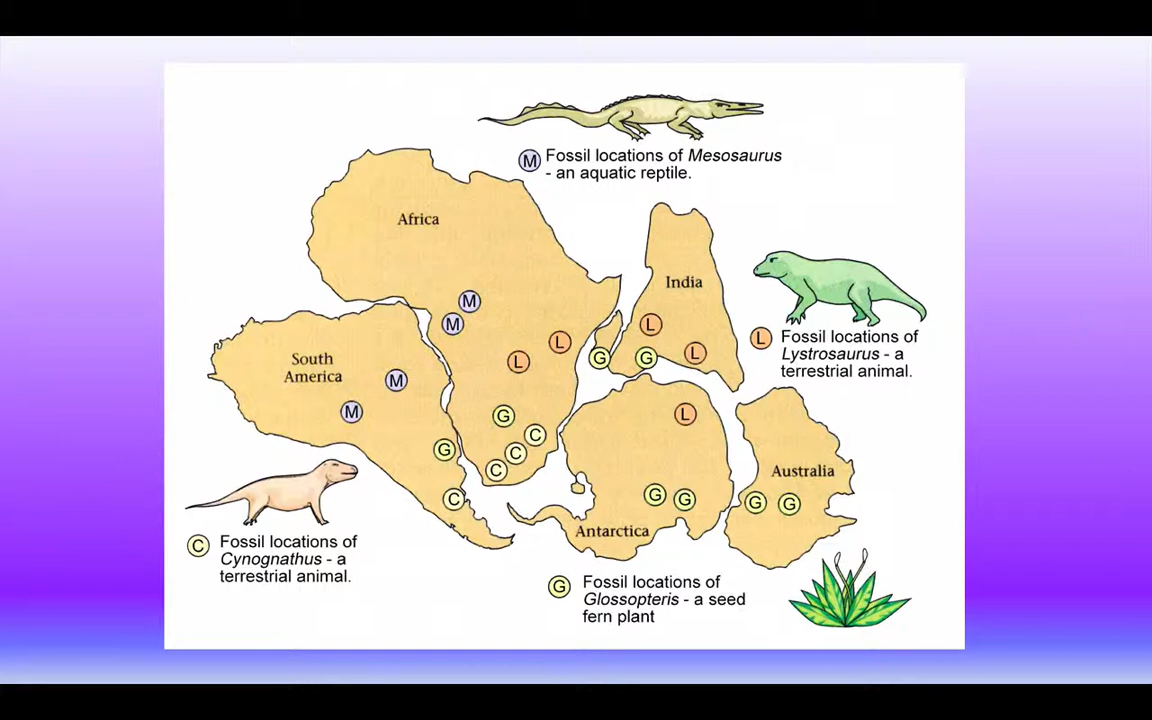 M Fossil locations of Mesosaurus
- an aquatic reptile.
Africa
India
M
M
L
L
L
L
G
G
L Fossil locations of
Lystrosaurus - a
terrestrial animal.
South
America
M
M
G
C
G
C
C
C
L
G
G
Antarctica
Australia
G
G
C Fossil locations of
Cynognathus - a
terrestrial animal.
G Fossil locations of
Glossopteris - a seed
fern plant